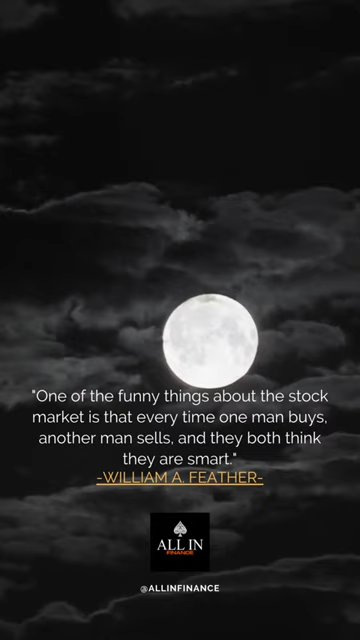 "One of the funny things about the stock
market is that every time one man buys,
another man sells, and they both think
they are smart."
-WILLIAM A. FEATHER-
ALL IN
FINANCE
@ALLINFINANCE